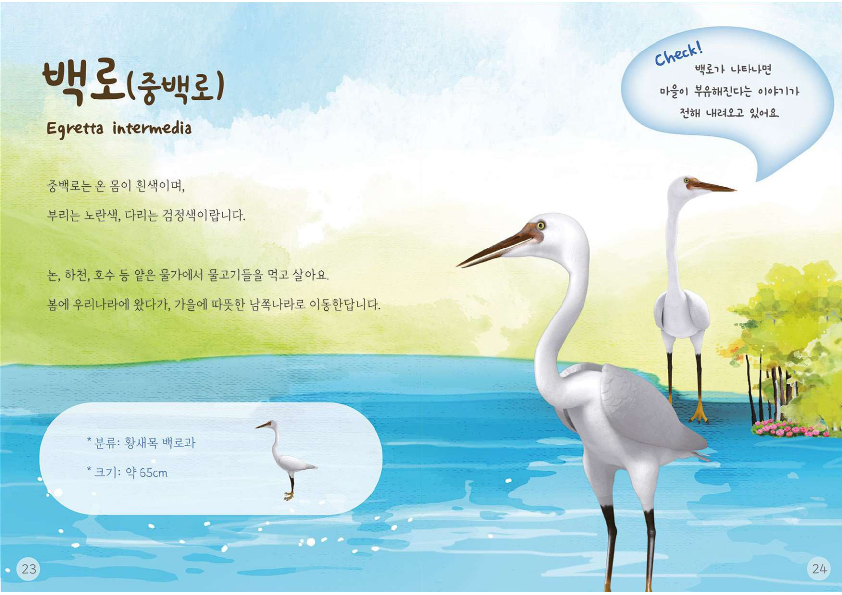 백로(중백로)
Egretta intermedia
중백로는 온 몸이 흰색이며,
부리는 노란색, 다리는 검정색이랍니다.
논, 하천, 호수 등 얕은 물가에서 물고기들을 먹고 살아요.
봄에 우리나라에 왔다가, 가을에 따뜻한 남쪽나라로 이동한답니다.
* 분류: 황새목 백로과
* 크기: 약 65cm
23
Check!
백로가 나타나면
마을이 부유해진다는 이야기가
전해 내려오고 있어요
24